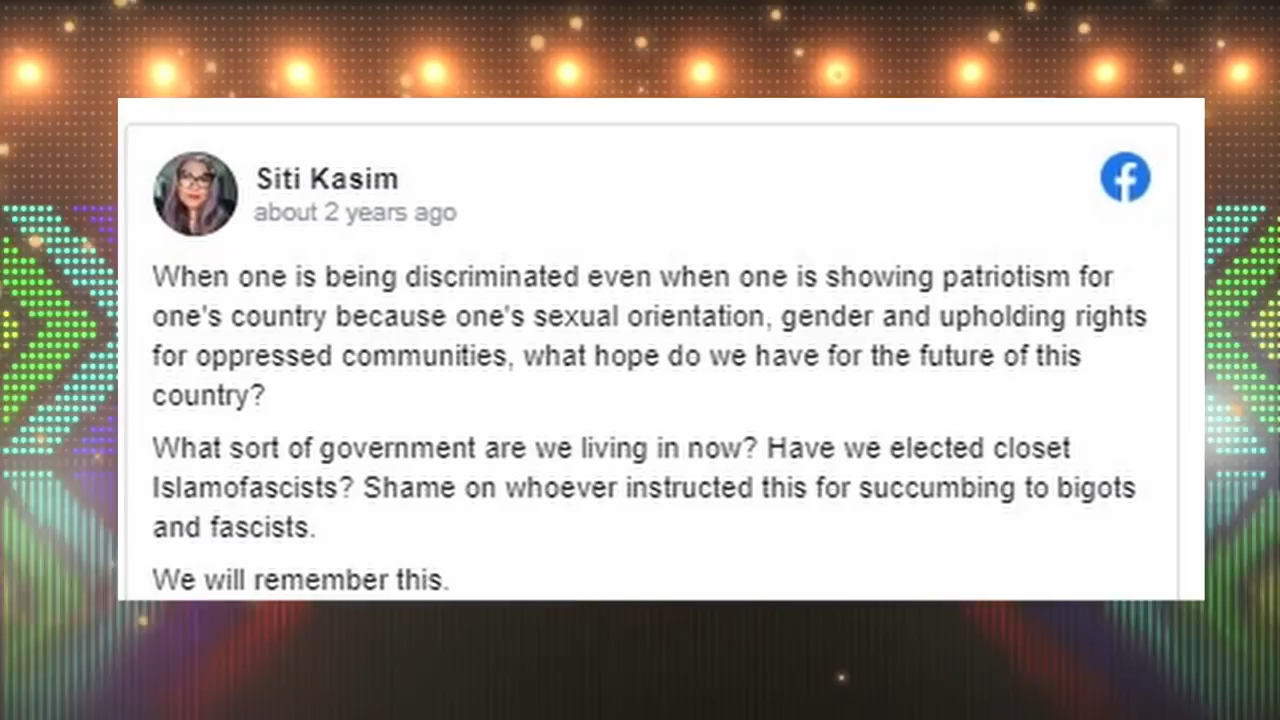 Siti Kasim
about 2 years ago
When one is being discriminated even when one is showing patriotism for
one's country because one's sexual orientation, gender and upholding rights
for oppressed communities, what hope do we have for the future of this
country?
What sort of government are we living in now? Have we elected closet
Islamofascists? Shame on whoever instructed this for succumbing to bigots
and fascists.
We will remember this.